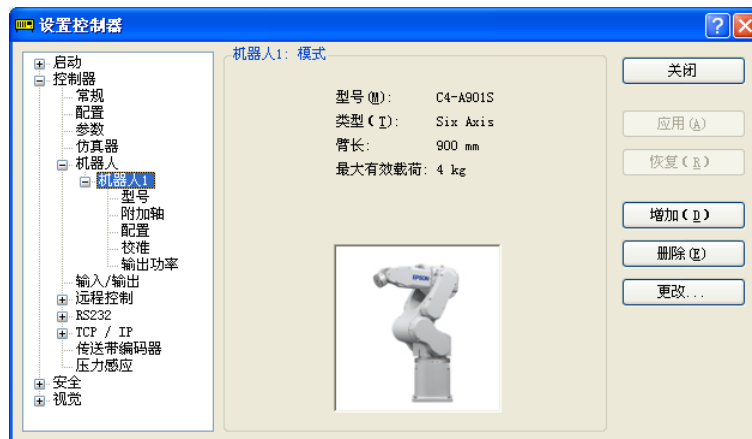 设置控制器
启动
控制器
常规
配置
参数
仿真器
机器人
机器人1
型号
附加轴
配置
校准
输出功率
输入/输出
远程控制
RS232
TCP / IP
传送带编码器
压力感应
安全
视觉
机器人1: 模式
型号(M): C4-A901S
类型(T): Six Axis
臂长: 900 mm
最大有效载荷: 4 kg
EPSON
关闭
应用(A)
恢复(R)
增加(D)
删除(E)
更改...